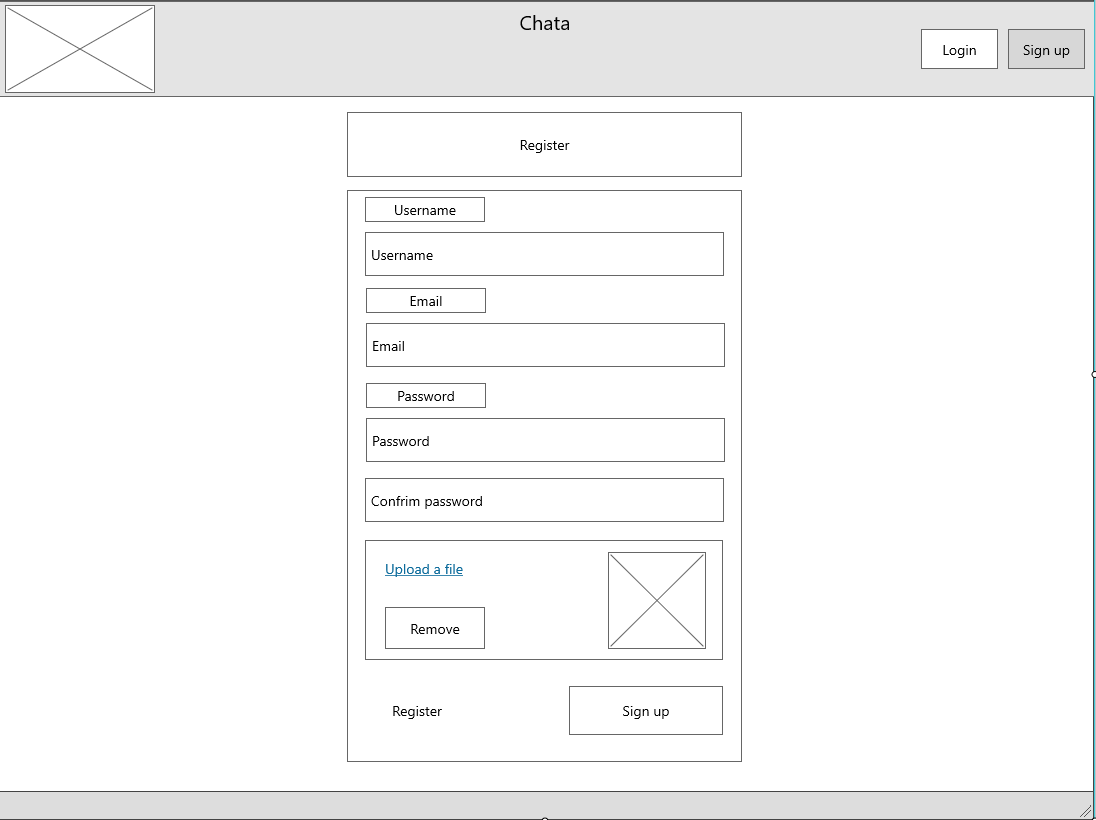 Chata
Login
Sign up
Register
Username
Username
Email
Email
Password
Password
Confrim password
Upload a file
Remove
Register
Sign up